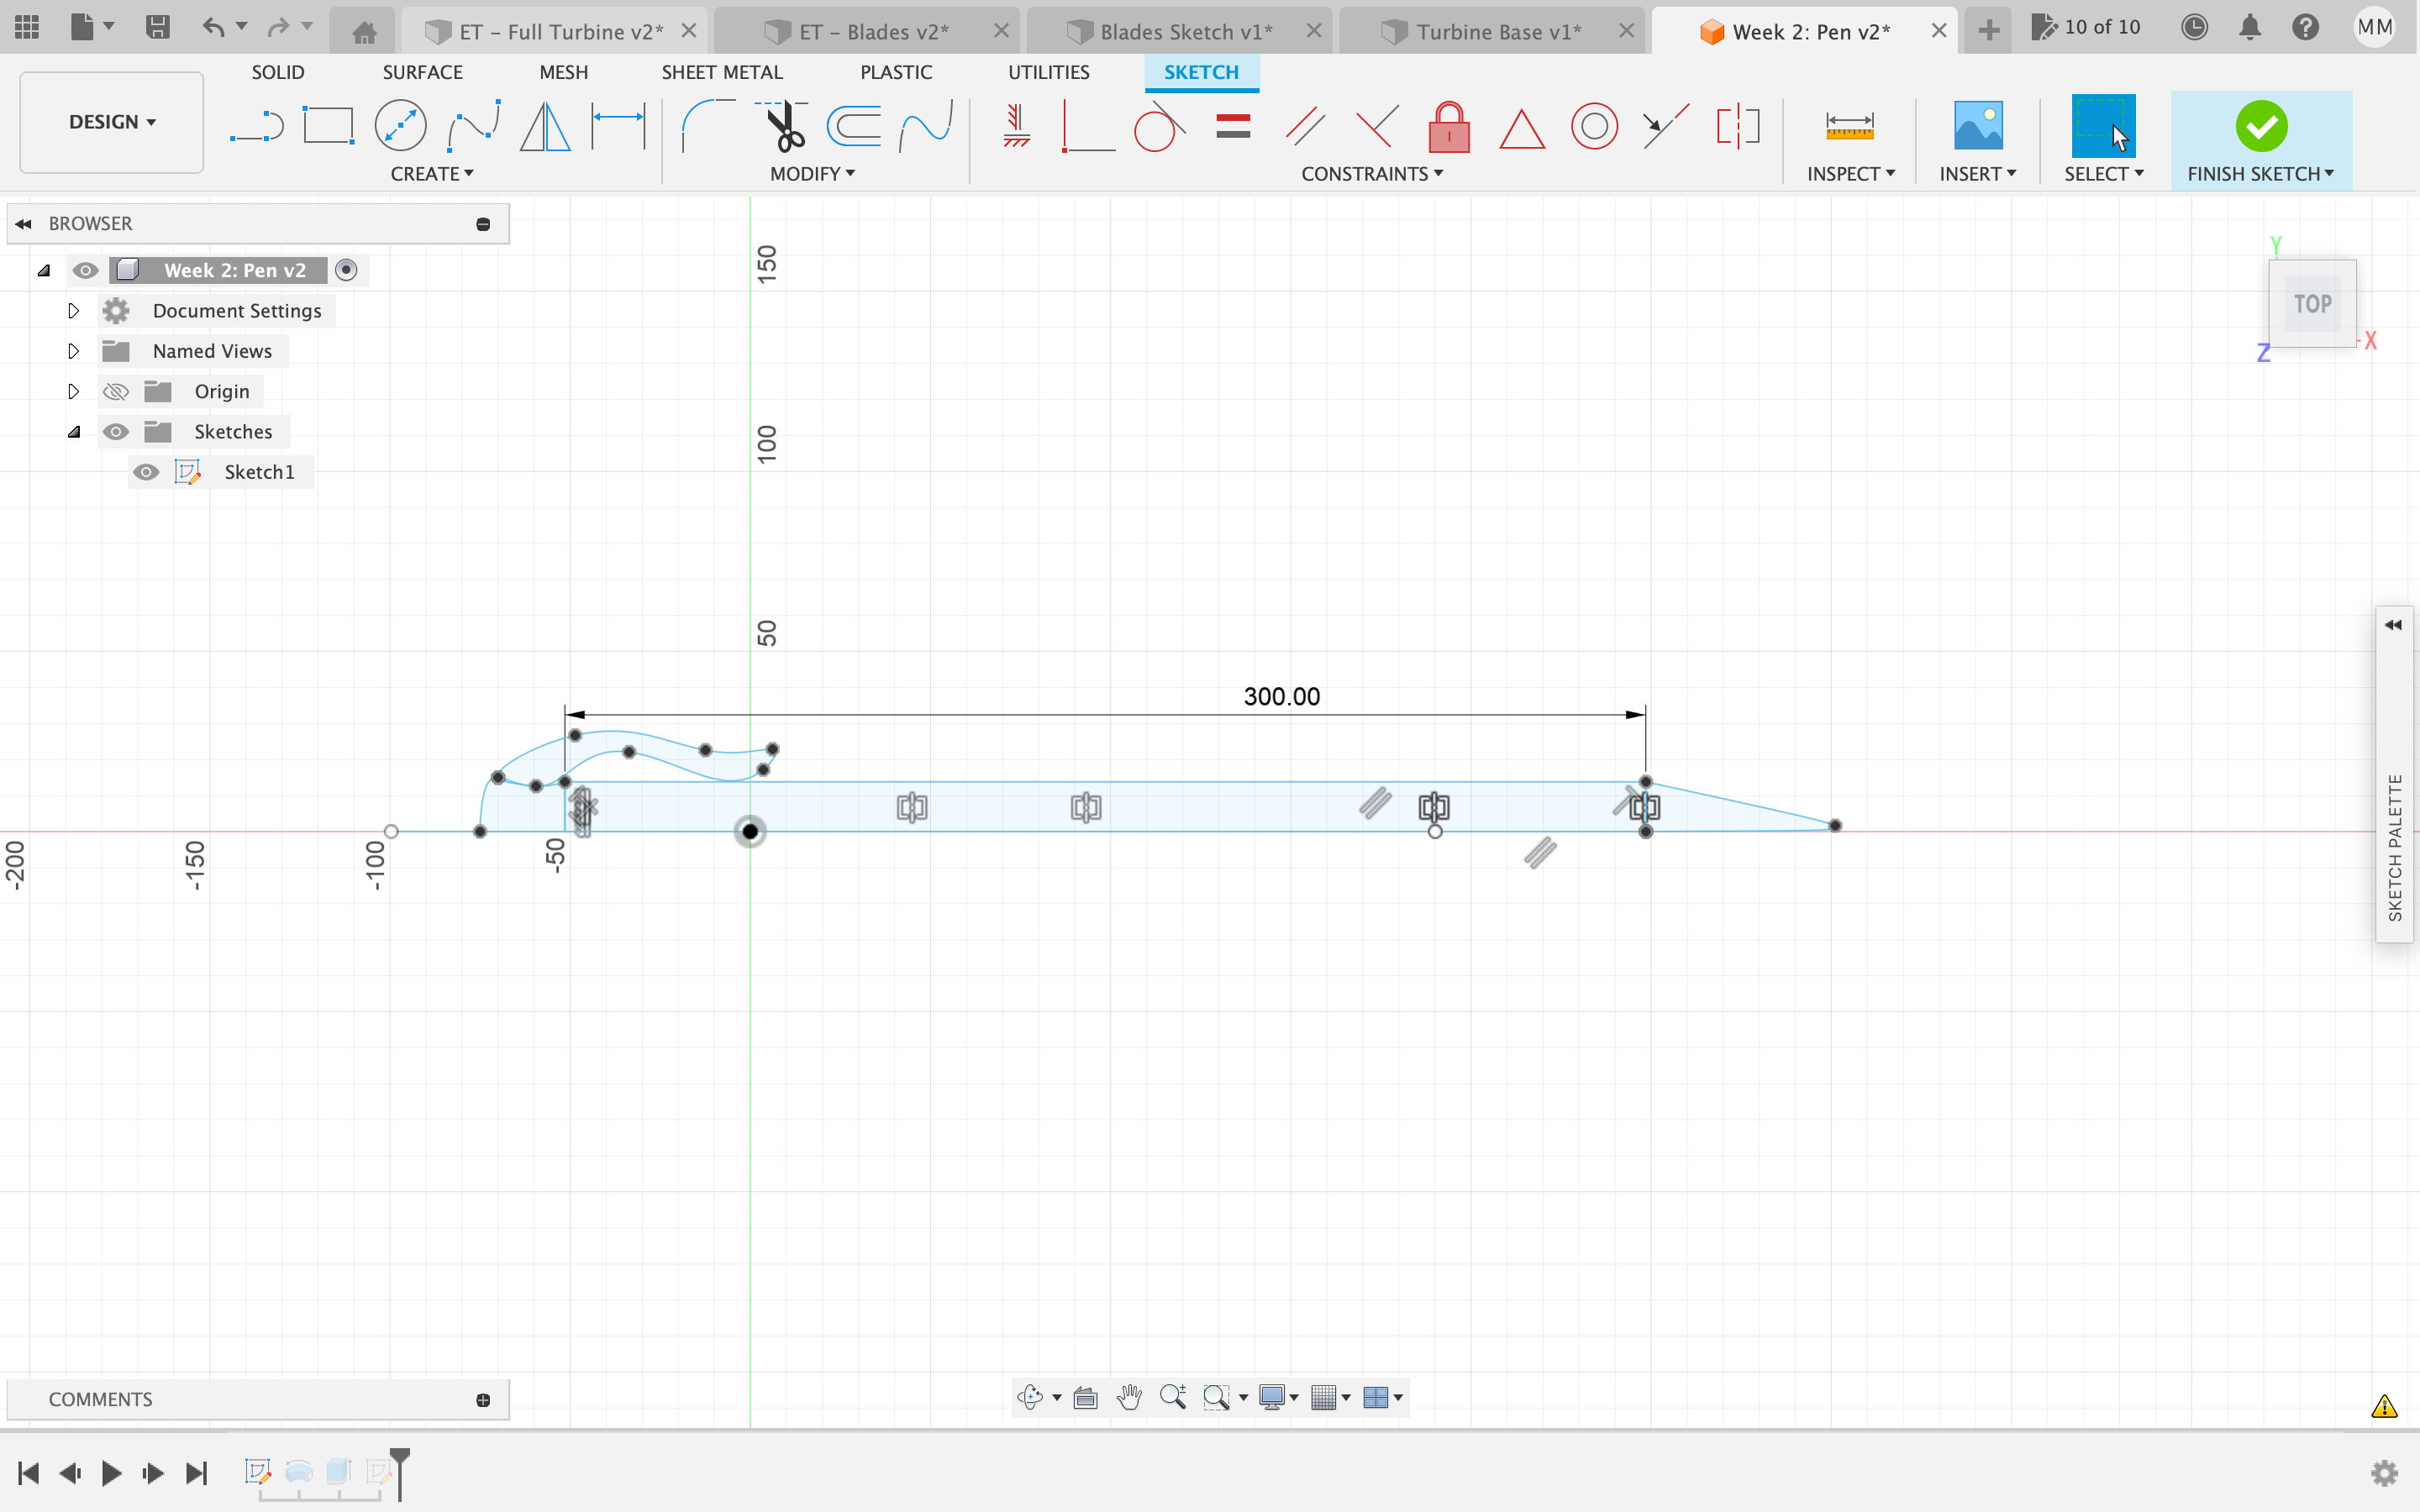 ET – Full Turbine v2*
ET – Blades v2*
Blades Sketch v1*
Turbine Base v1*
Week 2: Pen v2*
10 of 10
MM
DESIGN
SOLID
SURFACE
MESH
SHEET METAL
PLASTIC
UTILITIES
SKETCH
CREATE
MODIFY
CONSTRAINTS
INSPECT
INSERT
SELECT
FINISH SKETCH
BROWSER
Week 2: Pen v2
Document Settings
Named Views
Origin
Sketches
Sketch1
150
100
50
Y
TOP
X
Z
300.00
-200
-150
-100
-50
SKETCH PALETTE
COMMENTS